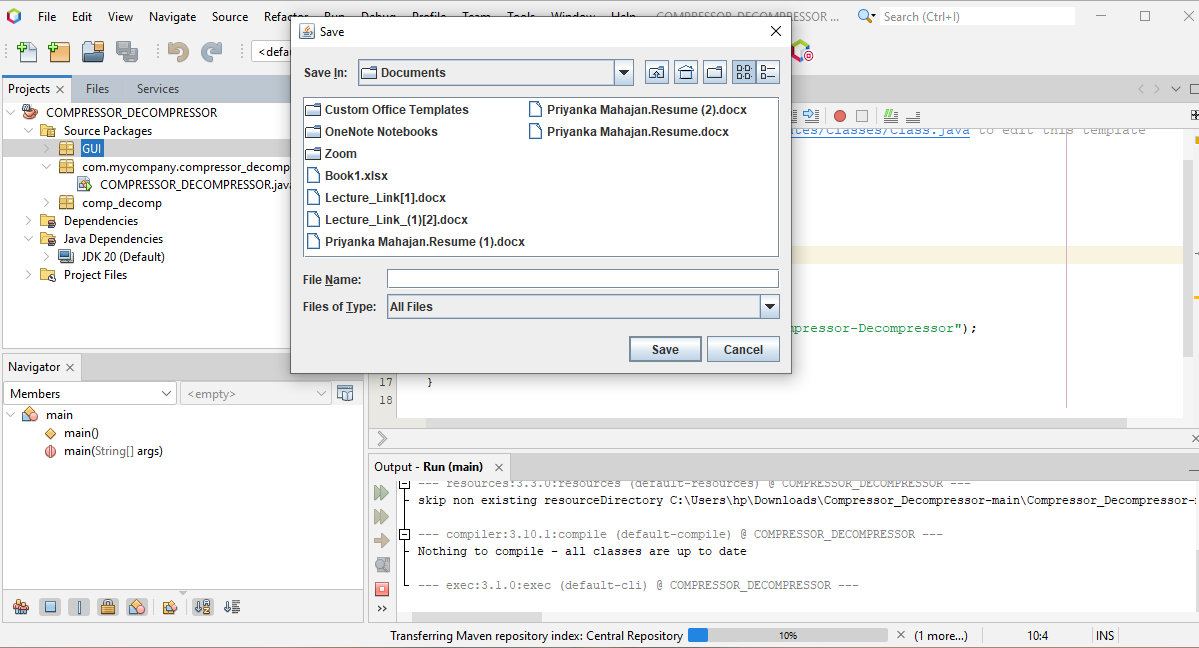 File Edit View Navigate Source Refactor Run Debug Profile Team Tools Window Help COMPRESSOR_DECOMPRESSOR ... Search (Ctrl+I)
<defau
Projects Files Services
COMPRESSOR_DECOMPRESSOR
Source Packages
GUI
com.mycompany.compressor_decomp
COMPRESSOR_DECOMPRESSOR.java
comp_decomp
Dependencies
Java Dependencies
JDK 20 (Default)
Project Files
Save
Save In: Documents
Custom Office Templates
OneNote Notebooks
Zoom
Book1.xlsx
Lecture_Link[1].docx
Lecture_Link_(1)[2].docx
Priyanka Mahajan.Resume (1).docx
Priyanka Mahajan.Resume (2).docx
Priyanka Mahajan.Resume.docx
File Name:
Files of Type: All Files
Save Cancel
tes/Classes/Class.java to edit this template
mpressor-Decompressor");
17 }
18
Navigator
Members <empty>
main
main()
main(String[] args)
Output - Run (main)
--- resources:3.3.0:resources (default-resources) @ COMPRESSOR_DECOMPRESSOR ---
skip non existing resourceDirectory C:\Users\hp\Downloads\Compressor_Decompressor-main\Compressor_Decompressor-
--- compiler:3.10.1:compile (default-compile) @ COMPRESSOR_DECOMPRESSOR ---
Nothing to compile - all classes are up to date
--- exec:3.1.0:exec (default-cli) @ COMPRESSOR_DECOMPRESSOR ---
Transferring Maven repository index: Central Repository 10% (1 more...) 10:4 INS